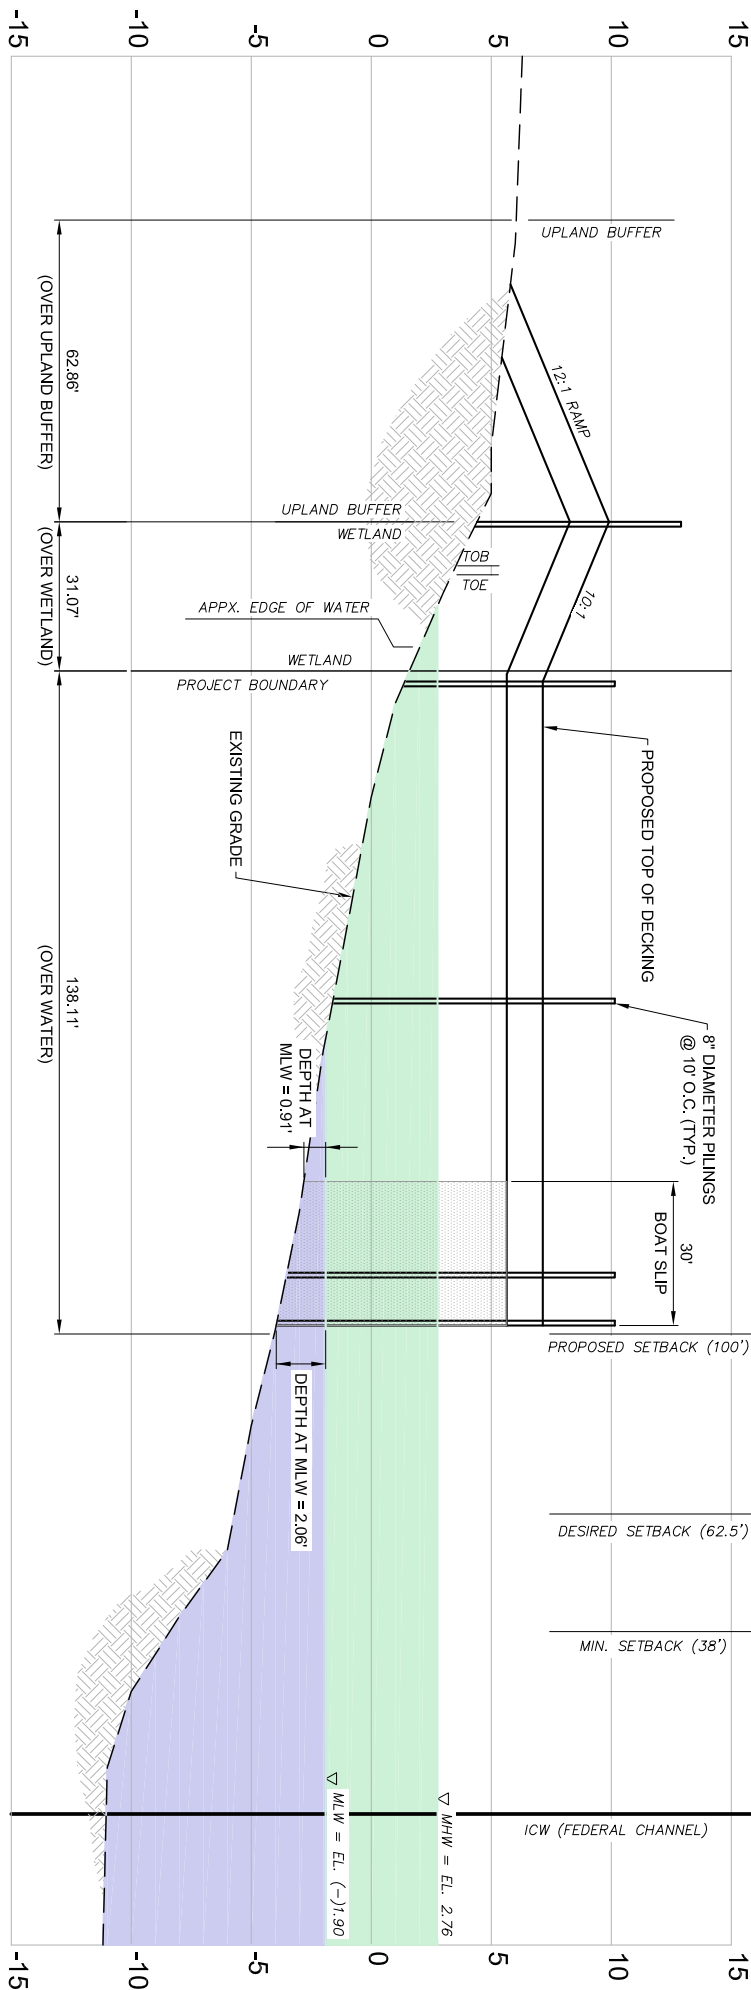 -15
-10
-5
0
5
10
15
UPLAND BUFFER
12:1 RAMP
62.86'
(OVER UPLAND BUFFER)
UPLAND BUFFER
WETLAND
TOB
TOE
10:1
31.07'
(OVER WETLAND)
APPX. EDGE OF WATER
WETLAND
PROJECT BOUNDARY
EXISTING GRADE
PROPOSED TOP OF DECKING
138.11'
(OVER WATER)
8" DIAMETER PILINGS
@ 10' O.C. (TYP.)
DEPTH AT
MLW = 0.91'
30'
BOAT SLIP
PROPOSED SETBACK (100')
DEPTH AT MLW = 2.06'
DESIRED SETBACK (62.5')
MIN. SETBACK (38')
MLW = EL. (-)1.90
MHW = EL. 2.76
ICW (FEDERAL CHANNEL)
-15
-10
-5
0
5
10
15